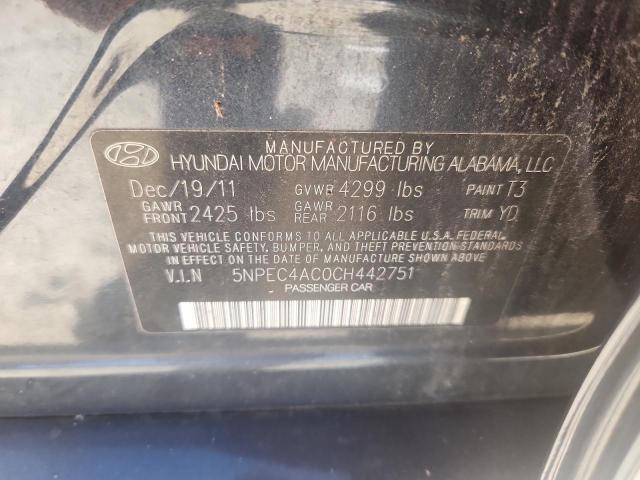 MANUFACTURED BY
HYUNDAI MOTOR MANUFACTURING ALABAMA, LLC
Dec/19/11 GVWR 4299 lbs PAINT T3
GAWR FRONT 2425 lbs GAWR REAR 2116 lbs TRIM YD
THIS VEHICLE CONFORMS TO ALL APPLICABLE U.S.A. FEDERAL
MOTOR VEHICLE SAFETY, BUMPER, AND THEFT PREVENTION STANDARDS
IN EFFECT ON THE DATE OF MANUFACTURE SHOWN ABOVE
V.I.N 5NPEC4AC0CH442751
PASSENGER CAR